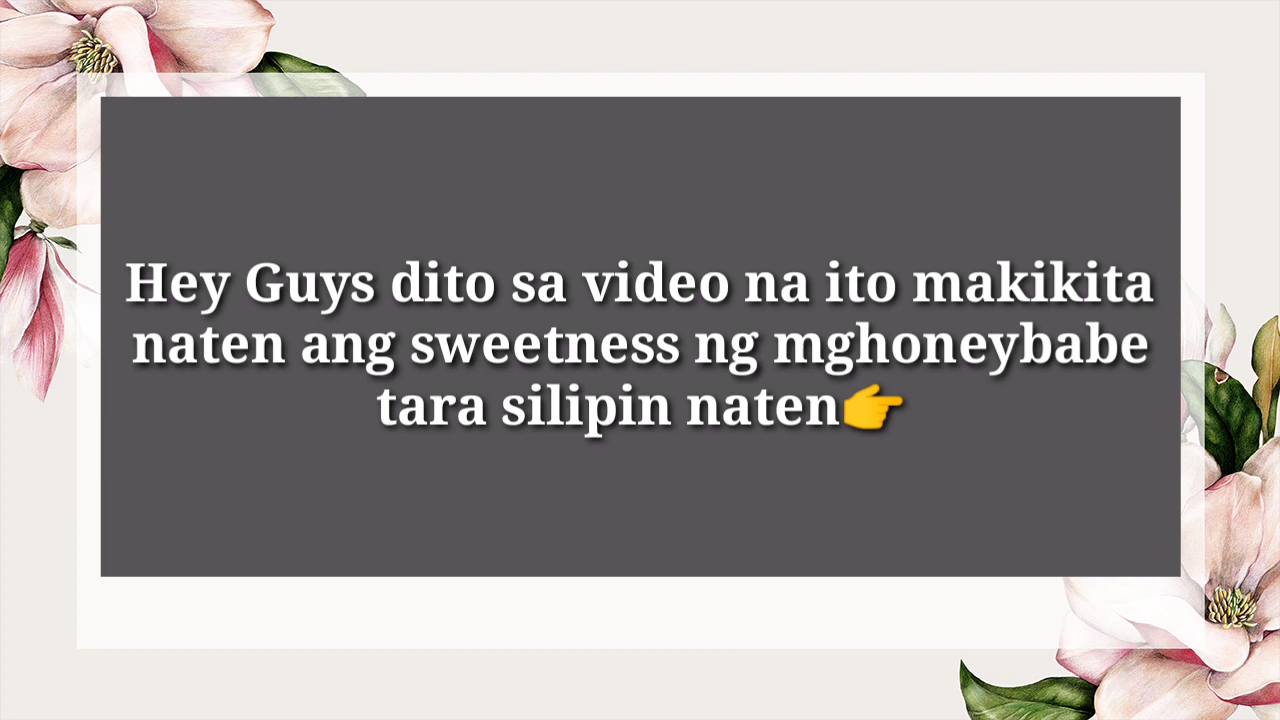 Hey Guys dito sa video na ito makikita
naten ang sweetness ng mghoneybabe
tara silipin naten👉